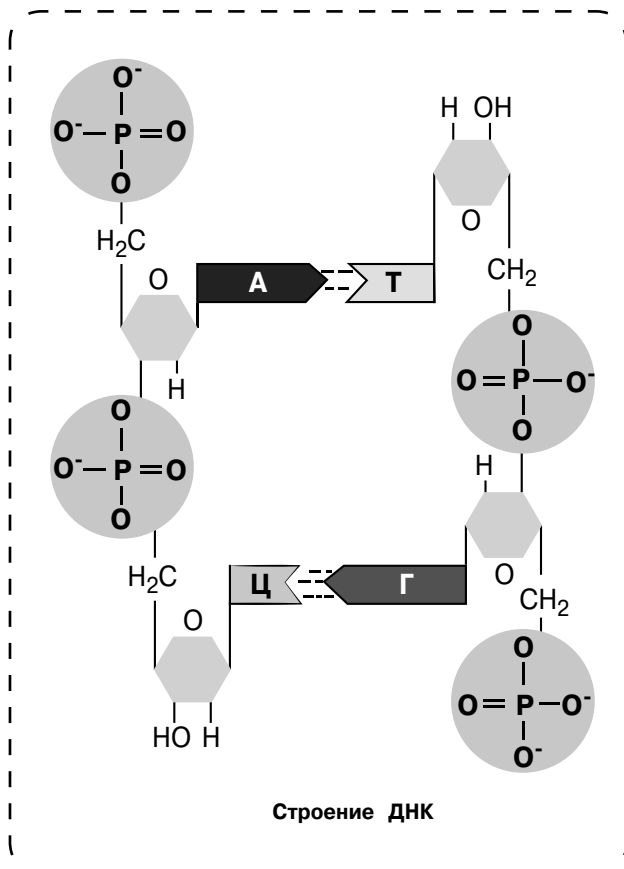 O⁻
H OH
O⁻ — P = O
O
O
H₂C
O
А
Т
CH₂
O
H
O = P — O⁻
O
O
O⁻ — P = O
O
H
H₂C
Ц
Г
O
CH₂
O
O
HO H
O = P — O⁻
O⁻
Строение ДНК